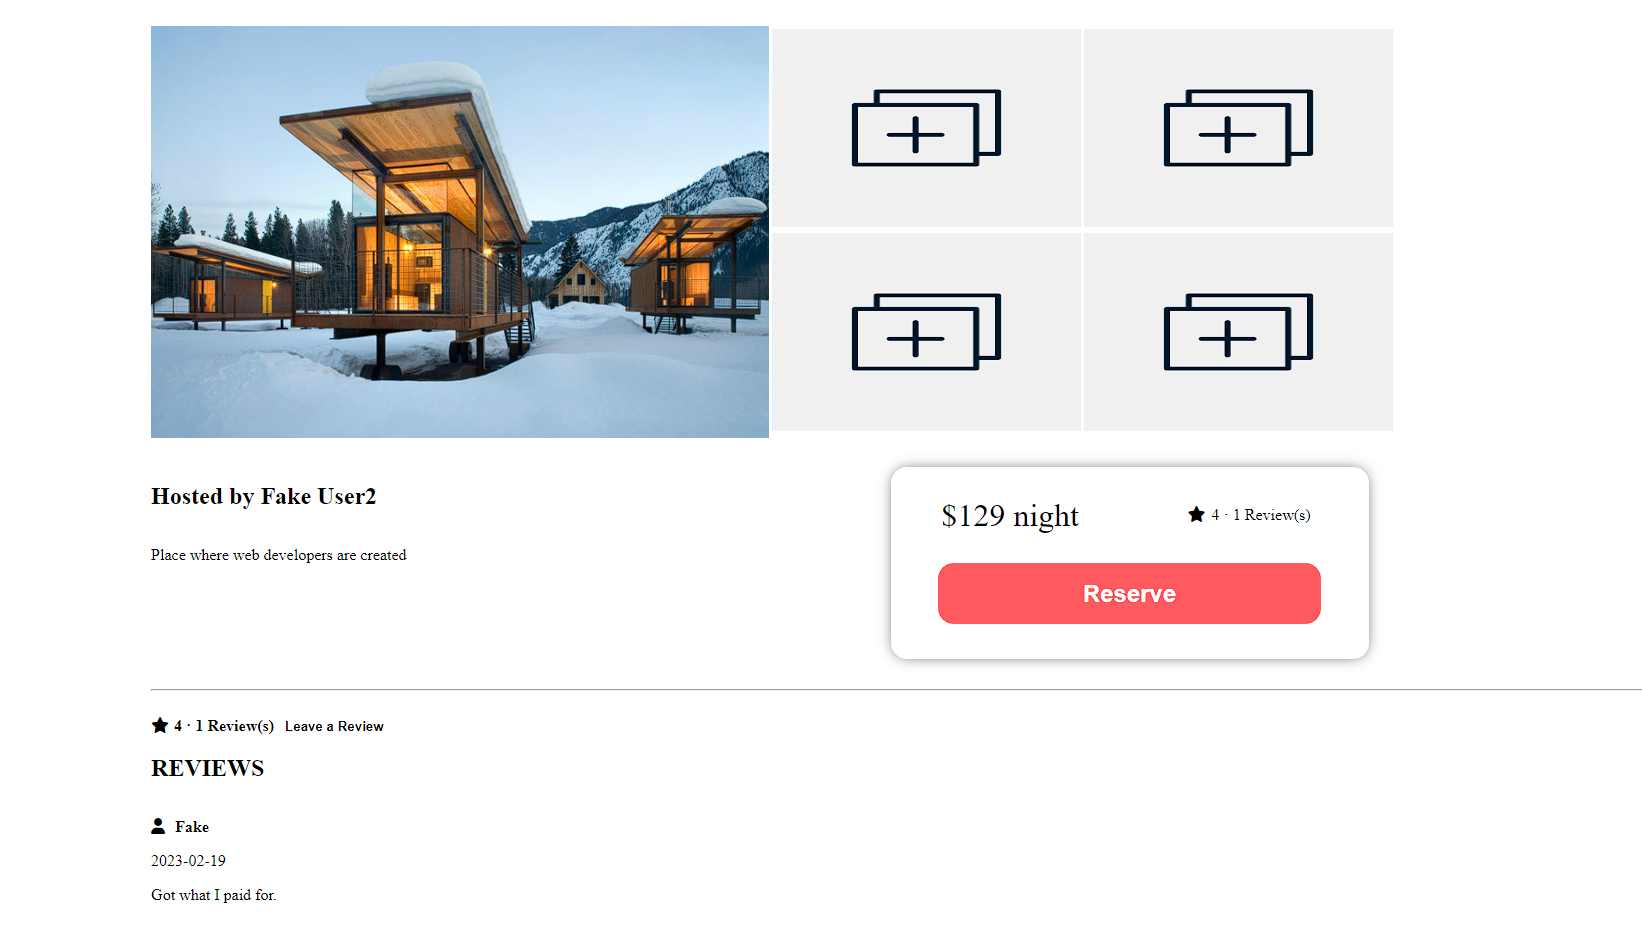 Hosted by Fake User2
Place where web developers are created
$129 night
4 · 1 Review(s)
Reserve
4 · 1 Review(s) Leave a Review
REVIEWS
Fake
2023-02-19
Got what I paid for.